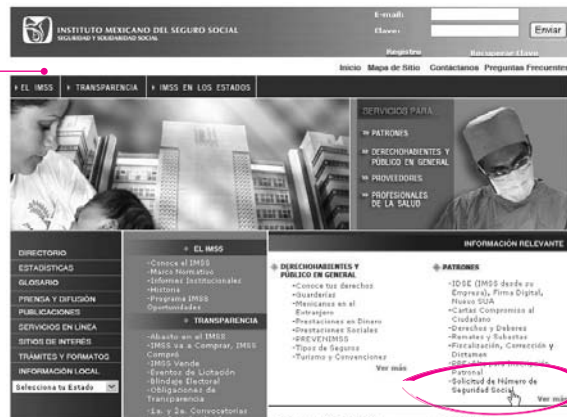 INSTITUTO MEXICANO DEL SEGURO SOCIAL
SEGURIDAD Y SOLIDARIDAD SOCIAL
E-mail:
Clave:
Enviar
Registro
Recuperar Clave
Inicio Mapa de Sitio Contáctanos Preguntas Frecuentes
EL IMSS
TRANSPARENCIA
IMSS EN LOS ESTADOS
SERVICIOS PARA
PATRONES
DERECHOHABIENTES Y
PÚBLICO EN GENERAL
PROVEEDORES
PROFESIONALES
DE LA SALUD
DIRECTORIO
ESTADÍSTICAS
GLOSARIO
PRENSA Y DIFUSIÓN
PUBLICACIONES
SERVICIOS EN LÍNEA
SITIOS DE INTERÉS
TRÁMITES Y FORMATOS
INFORMACIÓN LOCAL
Selecciona tu Estado
EL IMSS
-Conoce el IMSS
-Marco Normativo
-Informes Institucionales
-Historia
-Programa IMSS
Oportunidades
TRANSPARENCIA
-Abasto en el IMSS
-IMSS va a Comprar, IMSS
Compró
-IMSS Vende
-Eventos de Licitación
-Blindaje Electoral
-Obligaciones de
Transparencia
-1a. y 2a. Convocatorias
INFORMACIÓN RELEVANTE
DERECHOHABIENTES Y
PÚBLICO EN GENERAL
-Conoce tus derechos
-Guarderías
-Mexicanos en el
Extranjero
-Prestaciones en Dinero
-Prestaciones Sociales
-PREVENIMSS
-Tipos de Seguros
-Turismo y Convenciones
Ver más
PATRONES
-IDSE (IMSS desde su
Empresa), Firma Digital,
Nuevo SUA
-Cartas Compromiso al
Ciudadano
-Derechos y Deberes
-Remates y Subastas
-Fiscalización, Corrección y
Dictamen
Patronal
-Solicitud de Número de
Seguridad Social
Ver más